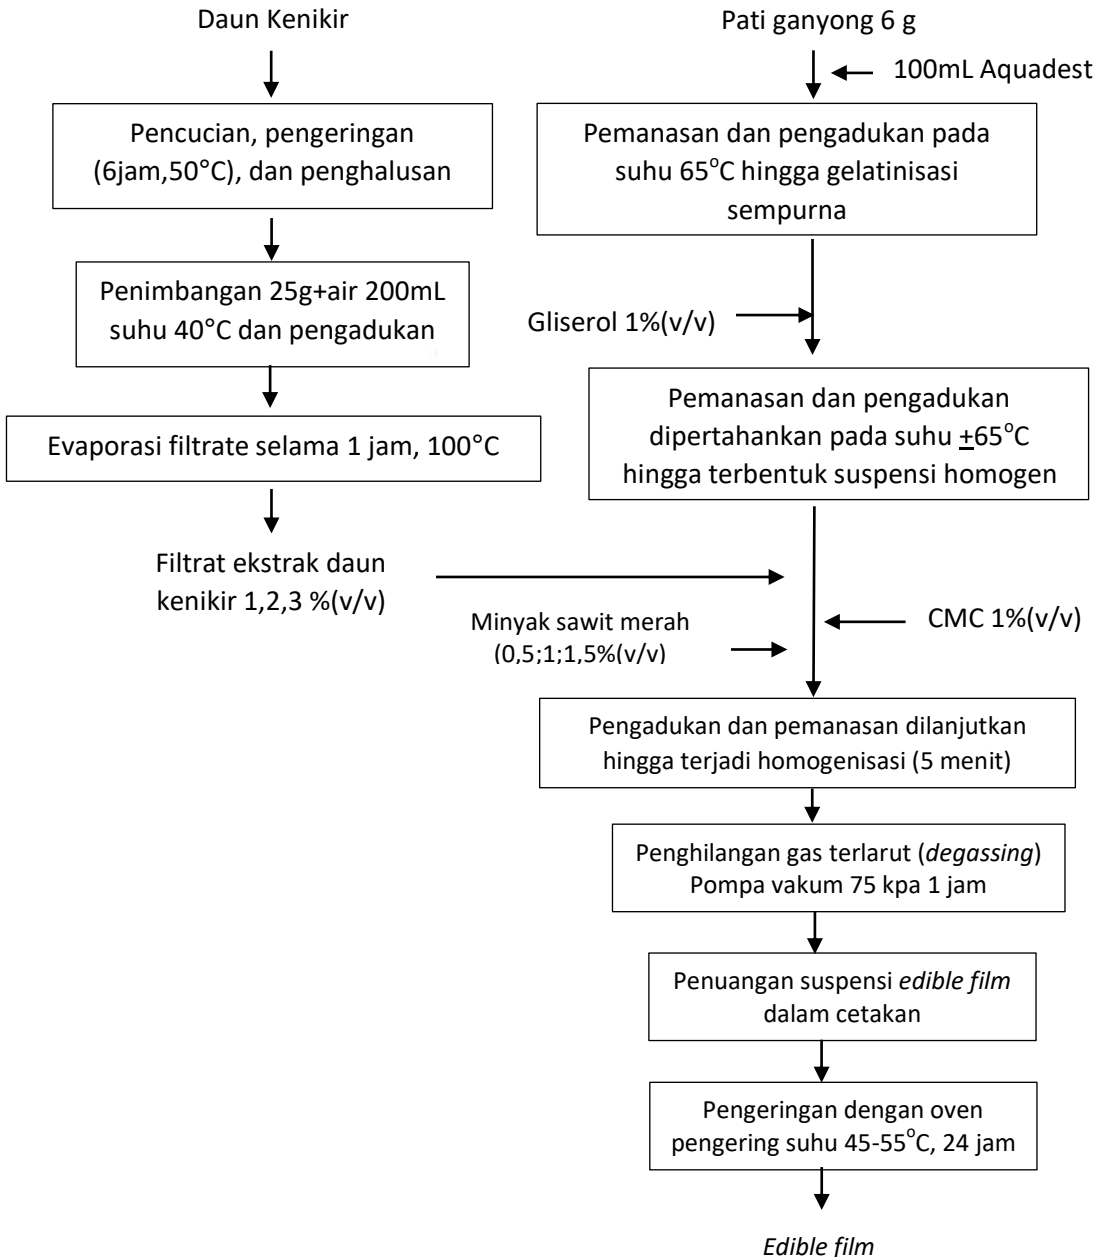 Daun Kenikir
Pencucian, pengeringan
(6jam,50°C), dan penghalusan
Penimbangan 25g+air 200mL
suhu 40°C dan pengadukan
Evaporasi filtrate selama 1 jam, 100°C
Filtrat ekstrak daun
kenikir 1,2,3 %(v/v)
Pati ganyong 6 g
100mL Aquadest
Pemanasan dan pengadukan pada
suhu 65°C hingga gelatinisasi
sempurna
Gliserol 1%(v/v)
Pemanasan dan pengadukan
dipertahankan pada suhu ±65°C
hingga terbentuk suspensi homogen
CMC 1%(v/v)
Minyak sawit merah
(0,5;1;1,5%(v/v)
Pengadukan dan pemanasan dilanjutkan
hingga terjadi homogenisasi (5 menit)
Penghilangan gas terlarut (degassing)
Pompa vakum 75 kpa 1 jam
Penuangan suspensi edible film
dalam cetakan
Pengeringan dengan oven
pengering suhu 45-55°C, 24 jam
Edible film